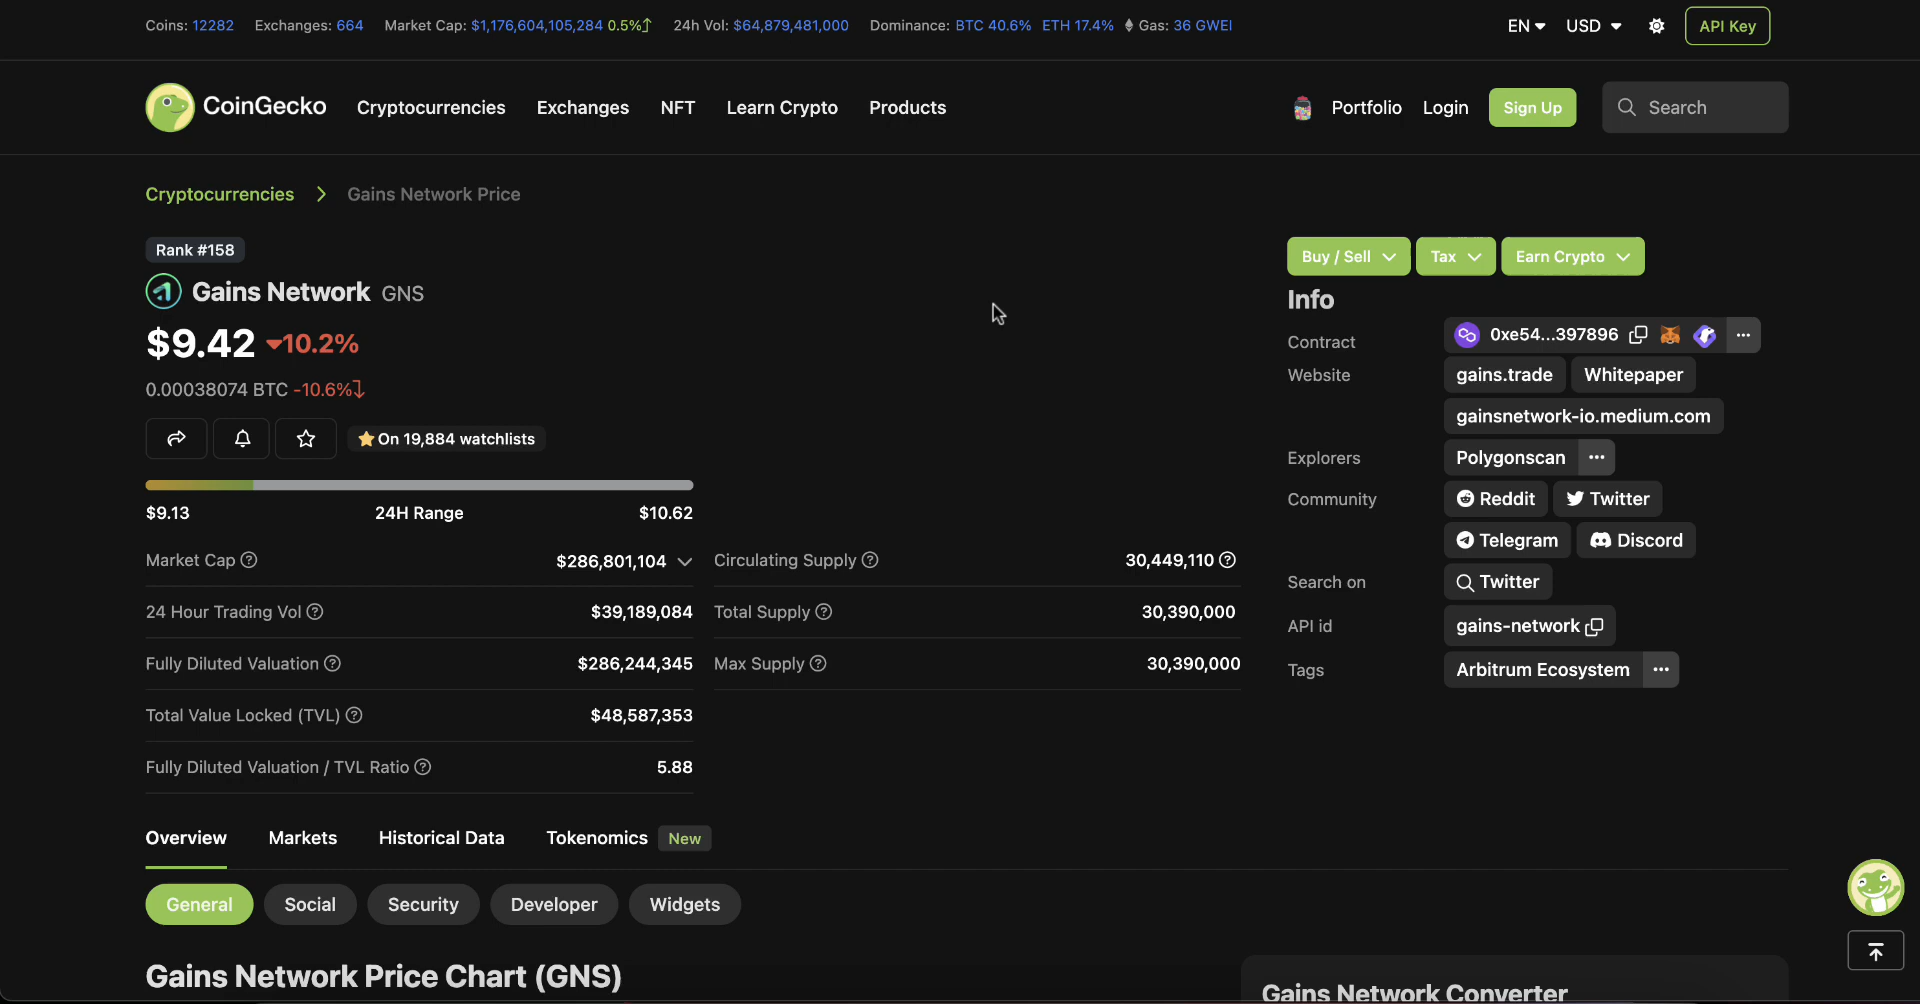 Coins: 12282 Exchanges: 664 Market Cap: $1,176,604,105,284 0.5% 24h Vol: $64,879,481,000 Dominance: BTC 40.6% ETH 17.4% Gas: 36 GWEI EN USD API Key
CoinGecko Cryptocurrencies Exchanges NFT Learn Crypto Products Portfolio Login Sign Up Search
Cryptocurrencies > Gains Network Price
Rank #158
Gains Network GNS
$9.42 10.2%
0.00038074 BTC -10.6%
On 19,884 watchlists
$9.13 24H Range $10.62
Market Cap $286,801,104
24 Hour Trading Vol $39,189,084
Fully Diluted Valuation $286,244,345
Total Value Locked (TVL) $48,587,353
Fully Diluted Valuation / TVL Ratio 5.88
Circulating Supply 30,449,110
Total Supply 30,390,000
Max Supply 30,390,000
Buy / Sell Tax Earn Crypto
Info
Contract 0xe54...397896 ...
Website gains.trade Whitepaper
gainsnetwork-io.medium.com
Explorers Polygonscan ...
Community Reddit Twitter
Telegram Discord
Search on Twitter
API id gains-network
Tags Arbitrum Ecosystem ...
Overview Markets Historical Data Tokenomics New
General Social Security Developer Widgets
Gains Network Price Chart (GNS)
Gains Network Converter